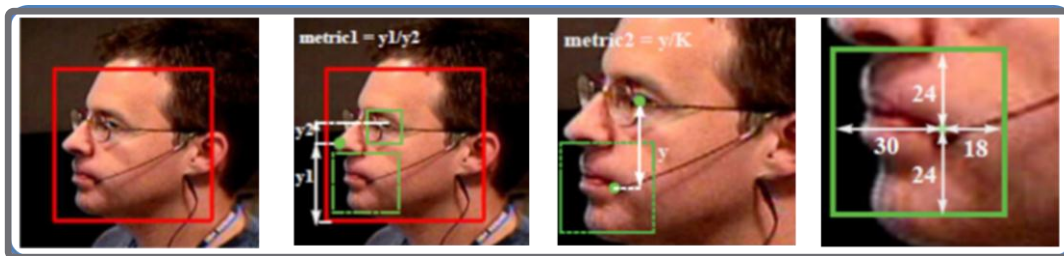 metric1 = y1/y2
y2
y1
metric2 = y/K
y
24
30
18
24